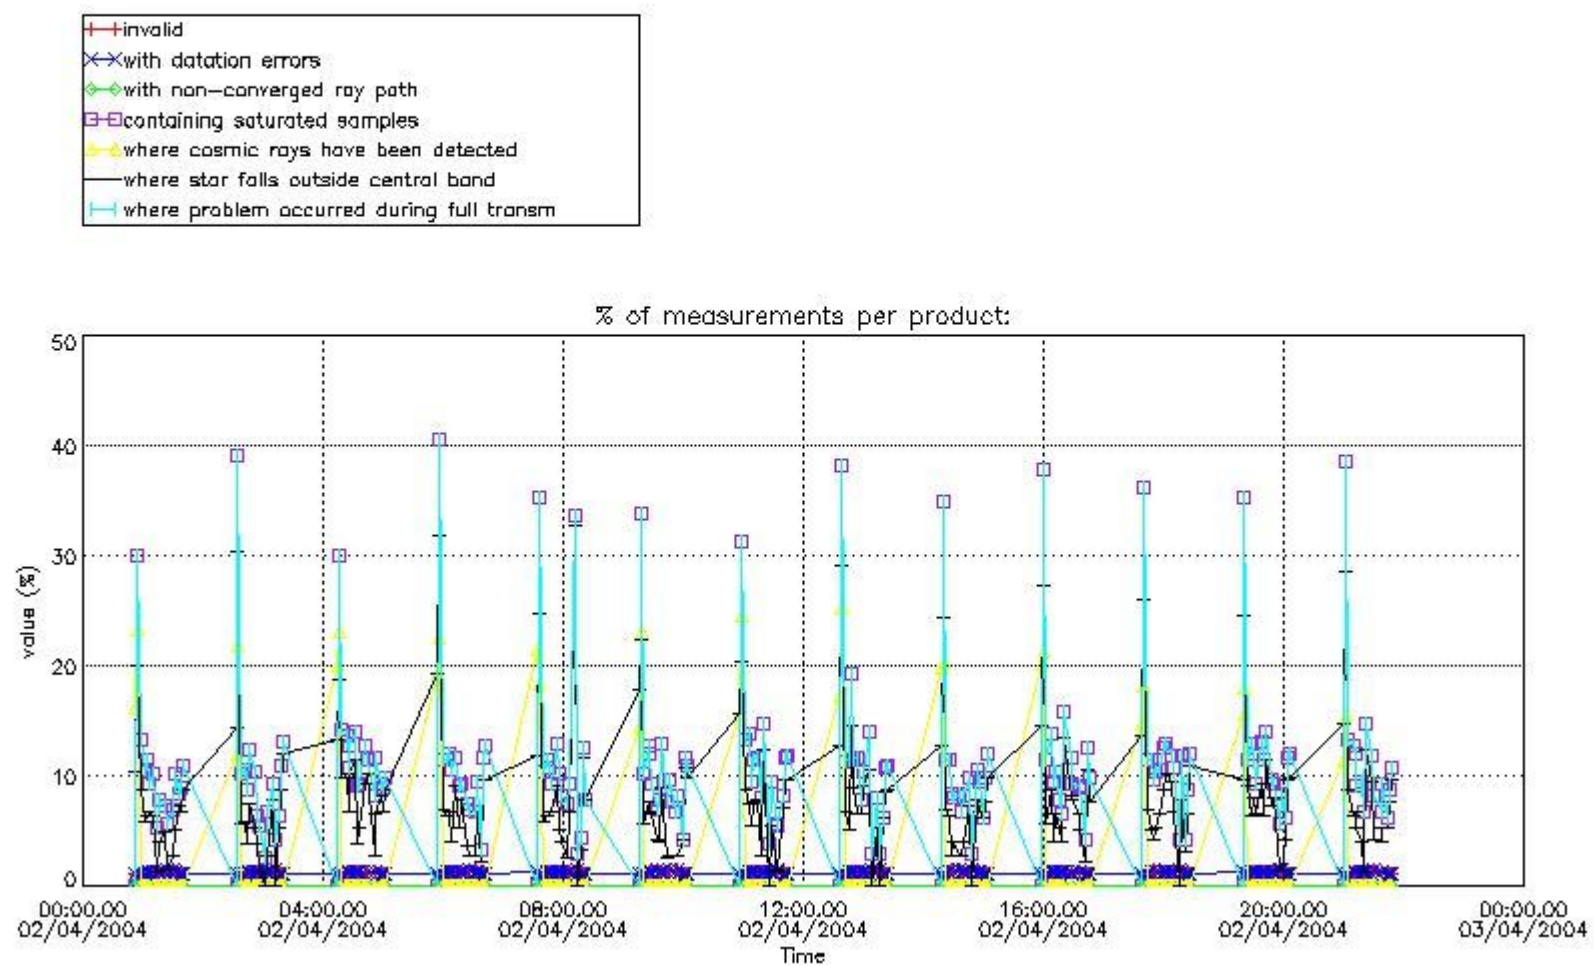 invalid
with datation errors
with non-converged ray path
containing saturated samples
where cosmic rays have been detected
where star falls outside central band
where problem occurred during full transm
% of measurements per product:
50
40
30
20
10
0
value (%)
00:00.00 04:00.00 08:00.00 12:00.00 16:00.00 20:00.00 00:00.00
02/04/2004 02/04/2004 02/04/2004 02/04/2004 02/04/2004 02/04/2004 03/04/2004
Time